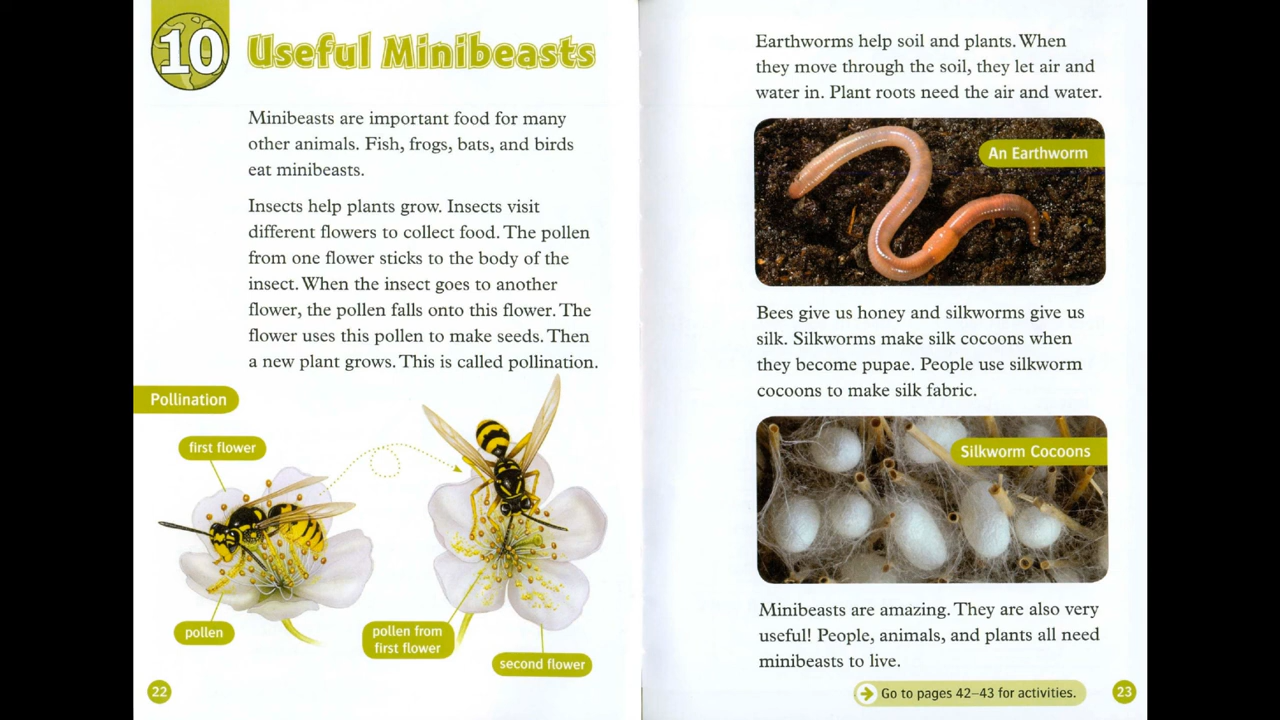 10
Useful Minibeasts
Minibeasts are important food for many
other animals. Fish, frogs, bats, and birds
eat minibeasts.
Insects help plants grow. Insects visit
different flowers to collect food. The pollen
from one flower sticks to the body of the
insect. When the insect goes to another
flower, the pollen falls onto this flower. The
flower uses this pollen to make seeds. Then
a new plant grows. This is called pollination.
Pollination
first flower
pollen
pollen from
first flower
second flower
22
Earthworms help soil and plants. When
they move through the soil, they let air and
water in. Plant roots need the air and water.
An Earthworm
Bees give us honey and silkworms give us
silk. Silkworms make silk cocoons when
they become pupae. People use silkworm
cocoons to make silk fabric.
Silkworm Cocoons
Minibeasts are amazing. They are also very
useful! People, animals, and plants all need
minibeasts to live.
Go to pages 42–43 for activities.
23